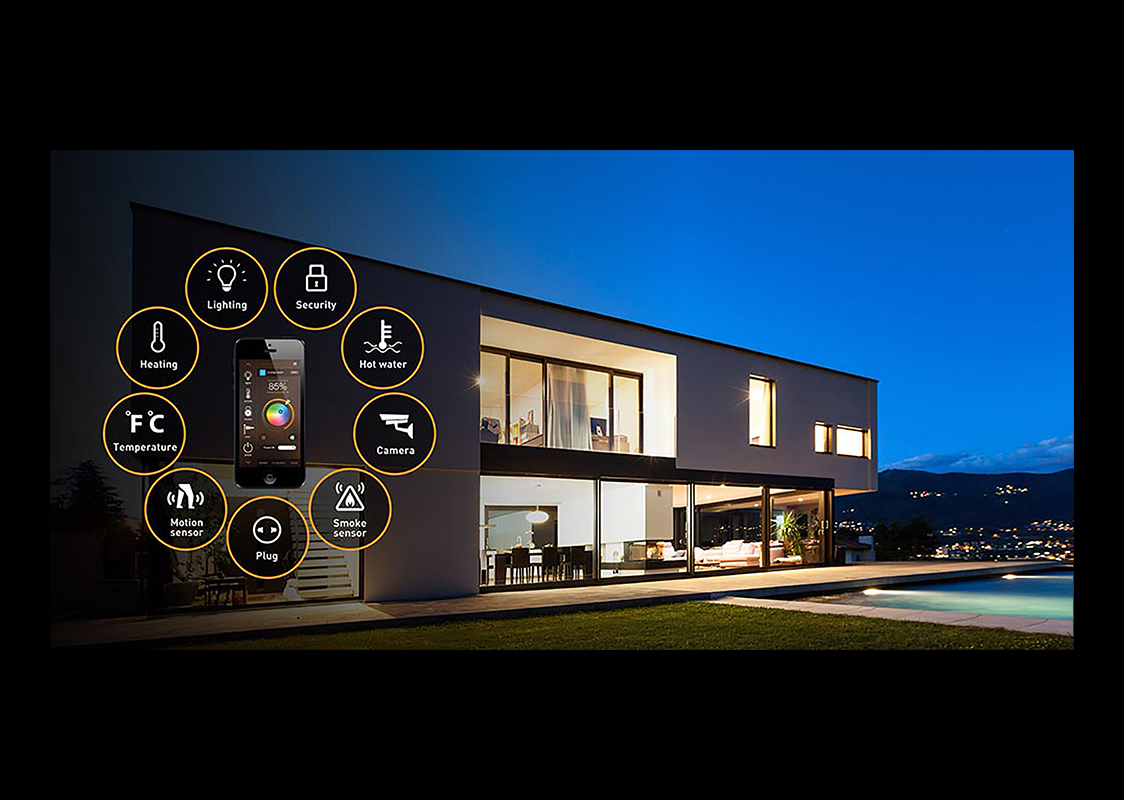 Lighting
Security
Heating
Hot water
85%
°F °C
Temperature
Camera
Motion
sensor
Smoke
sensor
Plug